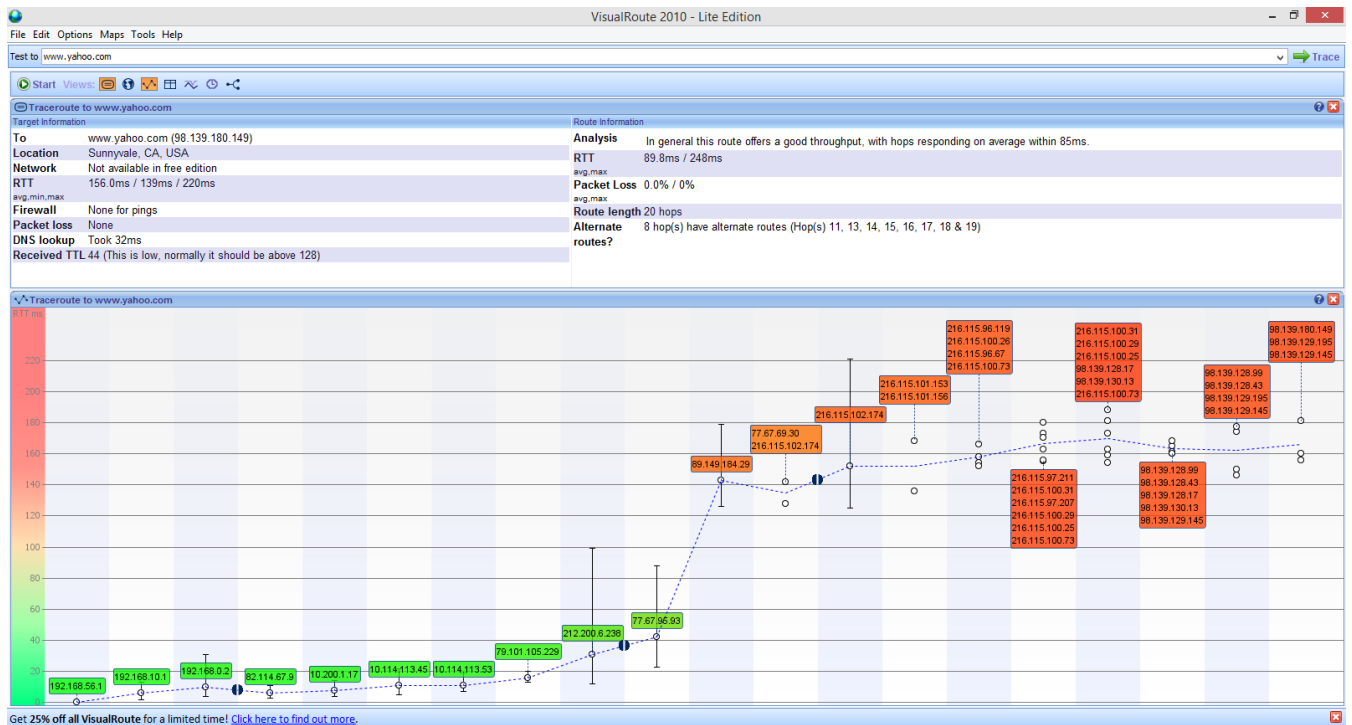 VisualRoute 2010 - Lite Edition
File Edit Options Maps Tools Help
Test to www.yahoo.com Trace
Start Views:
Traceroute to www.yahoo.com
Target Information
To www.yahoo.com (98.139.180.149)
Location Sunnyvale, CA, USA
Network Not available in free edition
RTT 156.0ms / 139ms / 220ms
avg,min,max
Firewall None for pings
Packet loss None
DNS lookup Took 32ms
Received TTL 44 (This is low, normally it should be above 128)
Route Information
Analysis In general this route offers a good throughput, with hops responding on average within 85ms.
RTT 89.8ms / 248ms
avg,max
Packet Loss 0.0% / 0%
avg,max
Route length 20 hops
Alternate 8 hop(s) have alternate routes (Hop(s) 11, 13, 14, 15, 16, 17, 18 & 19)
routes?
Traceroute to www.yahoo.com
RTT ms
220
200
180
160
140
120
100
80
60
40
20
0
192.168.56.1
192.168.10.1
192.168.0.2
82.114.67.9
10.200.1.17
10.114.113.45
10.114.113.53
79.101.105.229
212.200.6.238
77.67.95.93
89.149.184.29
77.67.69.30
216.115.102.174
216.115.102.174
216.115.101.153
216.115.101.156
216.115.96.119
216.115.100.26
216.115.96.67
216.115.100.73
216.115.97.211
216.115.100.31
216.115.97.207
216.115.100.29
216.115.100.25
216.115.100.73
216.115.100.31
216.115.100.29
216.115.100.25
98.139.128.17
98.139.130.13
216.115.100.73
98.139.128.99
98.139.128.43
98.139.128.17
98.139.130.13
98.139.129.145
98.139.128.99
98.139.128.43
98.139.129.195
98.139.129.145
98.139.180.149
98.139.129.195
98.139.129.145
Get 25% off all VisualRoute for a limited time! Click here to find out more.